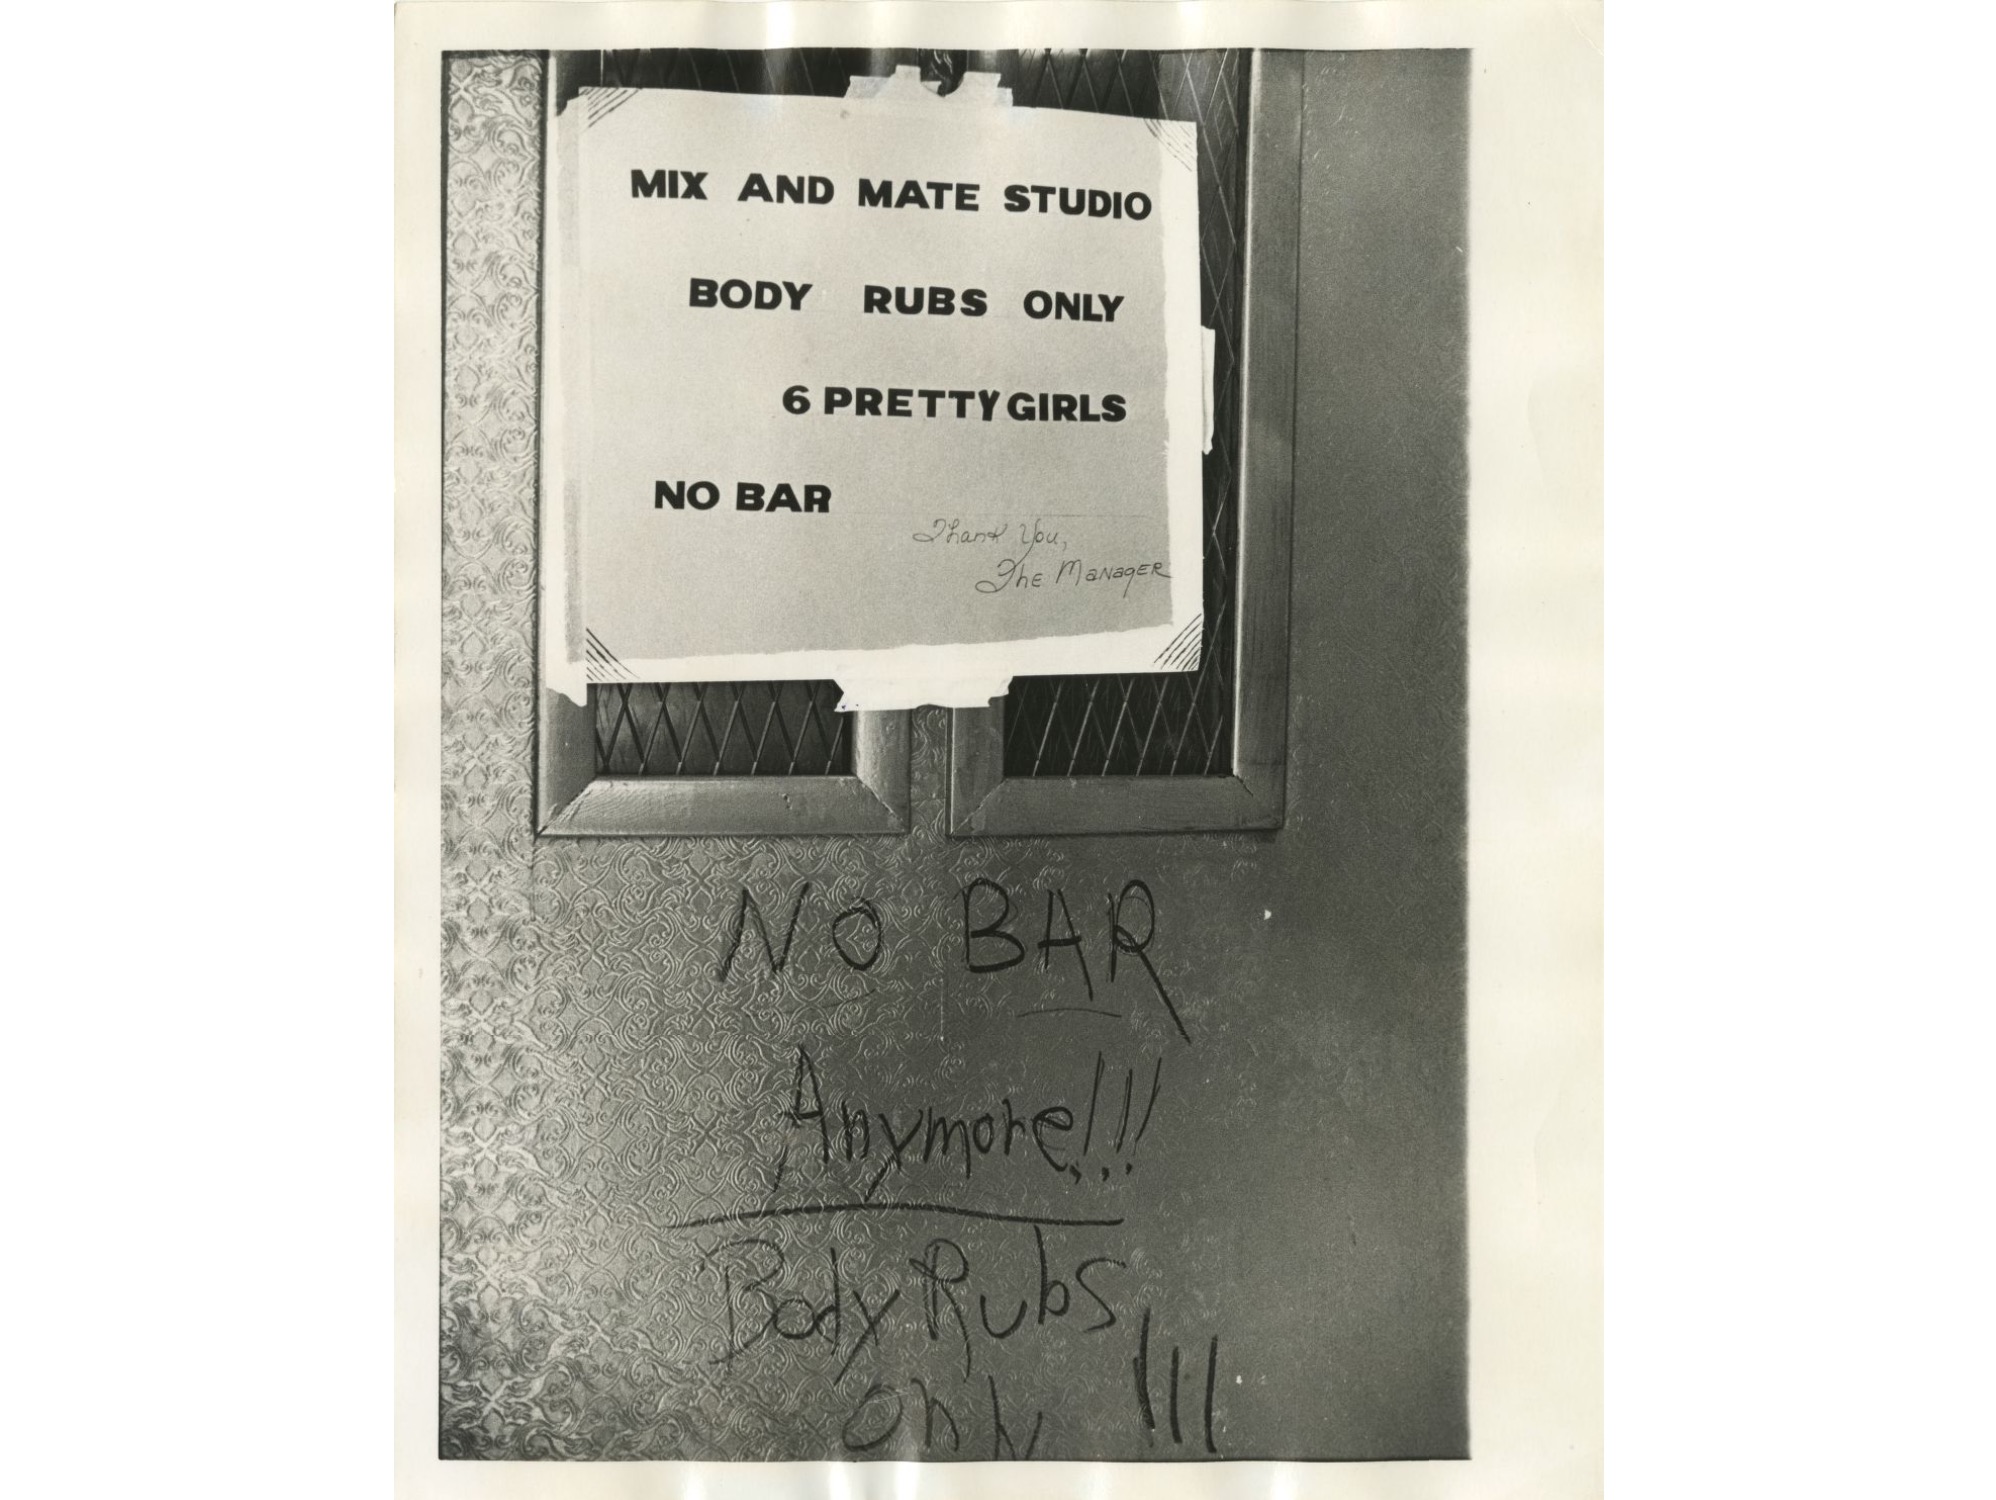 MIX AND MATE STUDIO
BODY RUBS ONLY
6 PRETTY GIRLS
NO BAR
Thank You,
The Manager
NO BAR
Anymore!!!
Body Rubs
only !!!